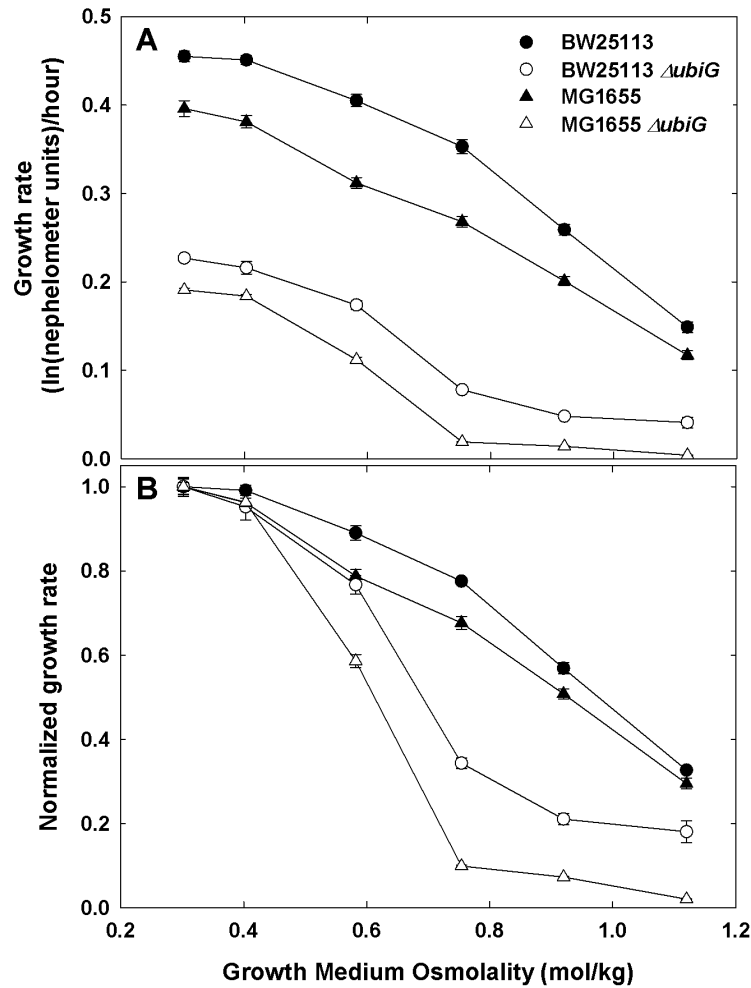 A
BW25113
BW25113 ΔubiG
MG1655
MG1655 ΔubiG
Growth rate
(ln(nephelometer units)/hour)
0.5
0.4
0.3
0.2
0.1
0.0
B
Normalized growth rate
1.0
0.8
0.6
0.4
0.2
0.0
0.2 0.4 0.6 0.8 1.0 1.2
Growth Medium Osmolality (mol/kg)